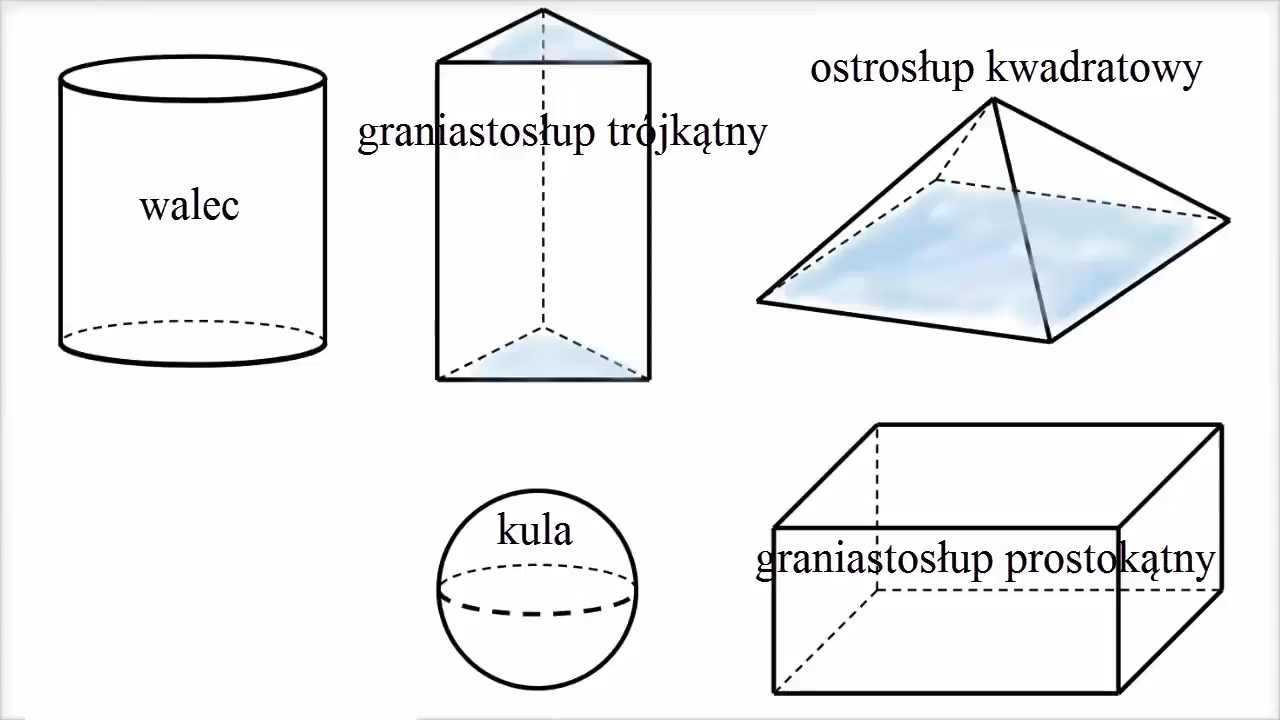 ostrosłup kwadratowy
graniastosłup trójkątny
walec
kula
graniastosłup prostokątny